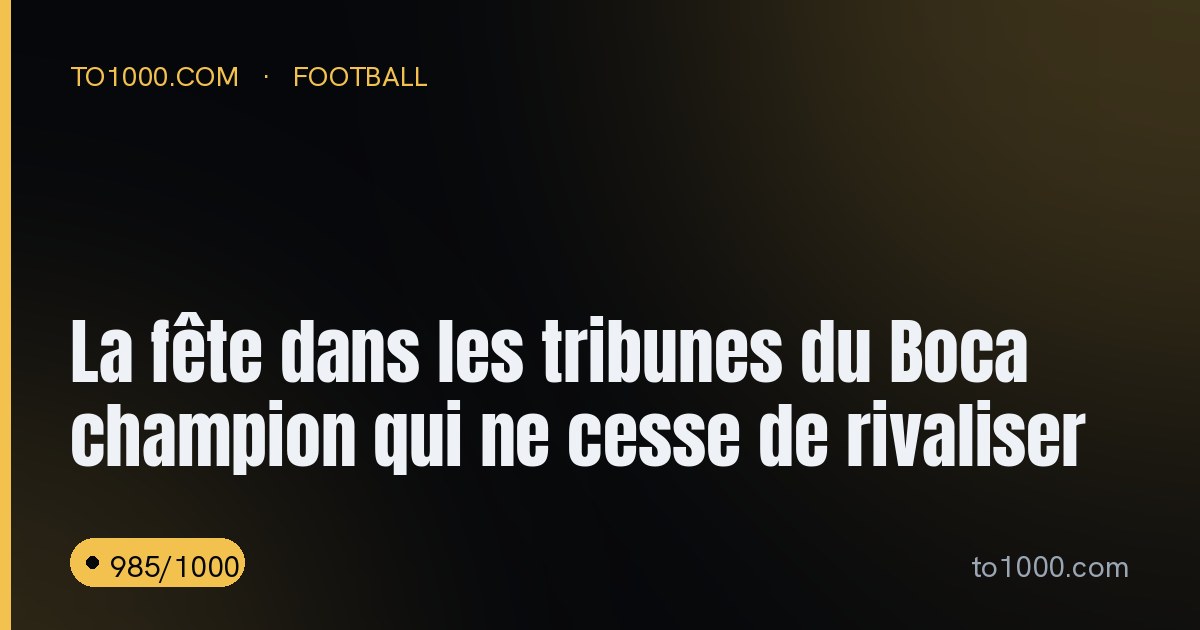 TO1000.COM · FOOTBALL
La fête dans les tribunes du Boca
champion qui ne cesse de rivaliser
985/1000
to1000.com